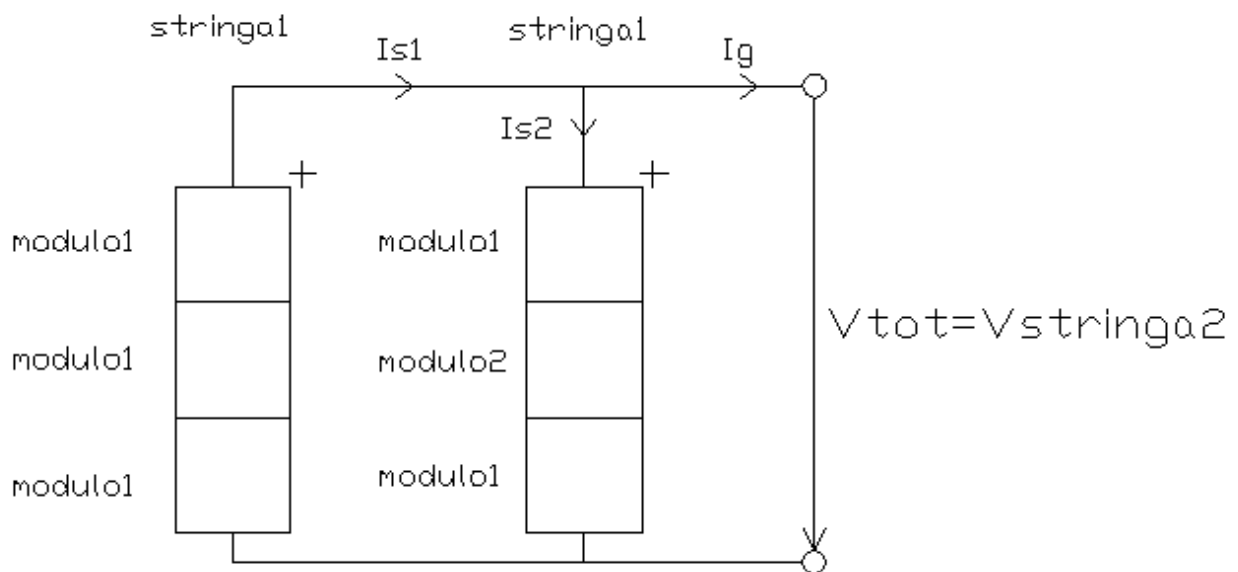 stringa1
stringa1
Is1
Ig
Is2
+
+
modulo1
modulo1
modulo1
modulo2
Vtot=Vstringa2
modulo1
modulo1